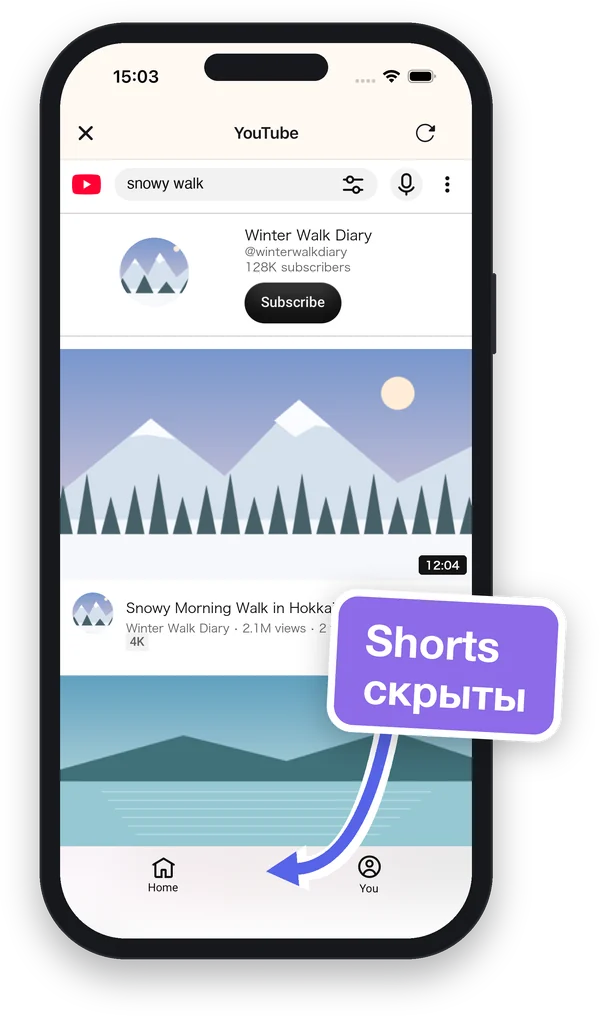 15:03
YouTube
snowy walk
Winter Walk Diary
@winterwalkdiary
128K subscribers
Subscribe
12:04
Snowy Morning Walk in Hokka
Winter Walk Diary · 2.1M views · 2
4K
Shorts
скрыты
Home
You